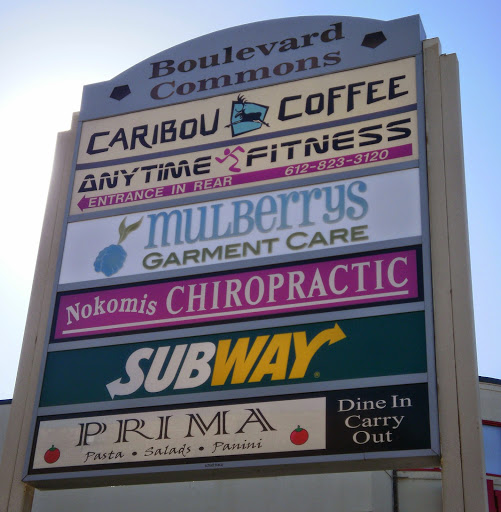 Boulevard
Commons
CARIBOU COFFEE
ANYTIME FITNESS
ENTRANCE IN REAR 612-823-3120
MULBERRYS
GARMENT CARE
Nokomis CHIROPRACTIC
SUBWAY
PRIMA
Pasta • Salads • Panini
Dine In
Carry
Out